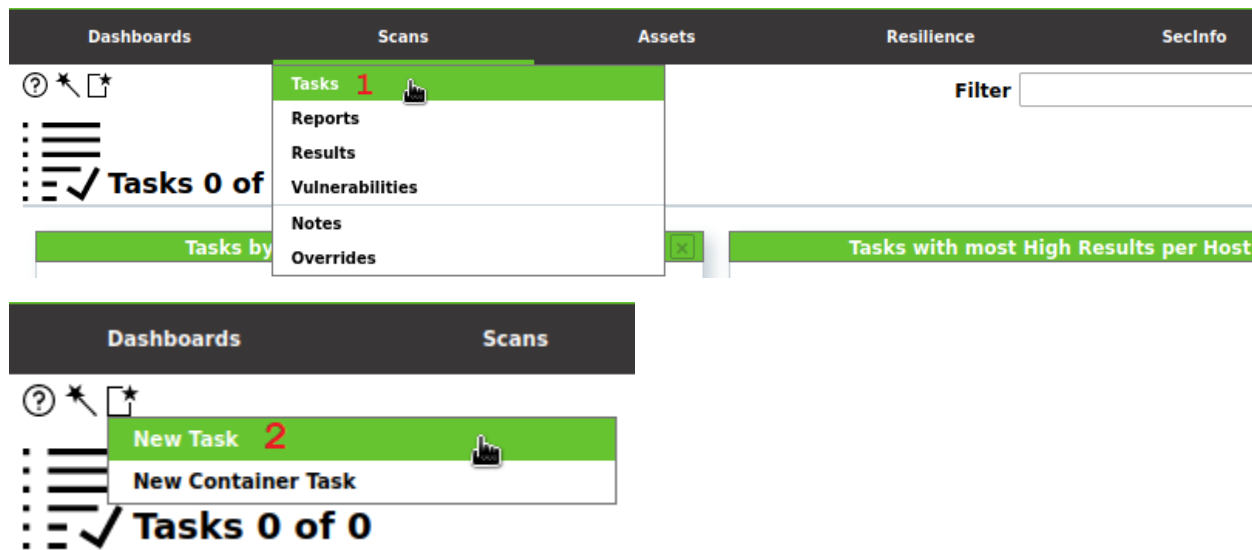 Dashboards Scans Assets Resilience SecInfo
Tasks 1
Filter
Reports
Results
Vulnerabilities
Tasks 0 of
Notes
Tasks by
Tasks with most High Results per Host
Overrides
Dashboards Scans
New Task 2
New Container Task
Tasks 0 of 0